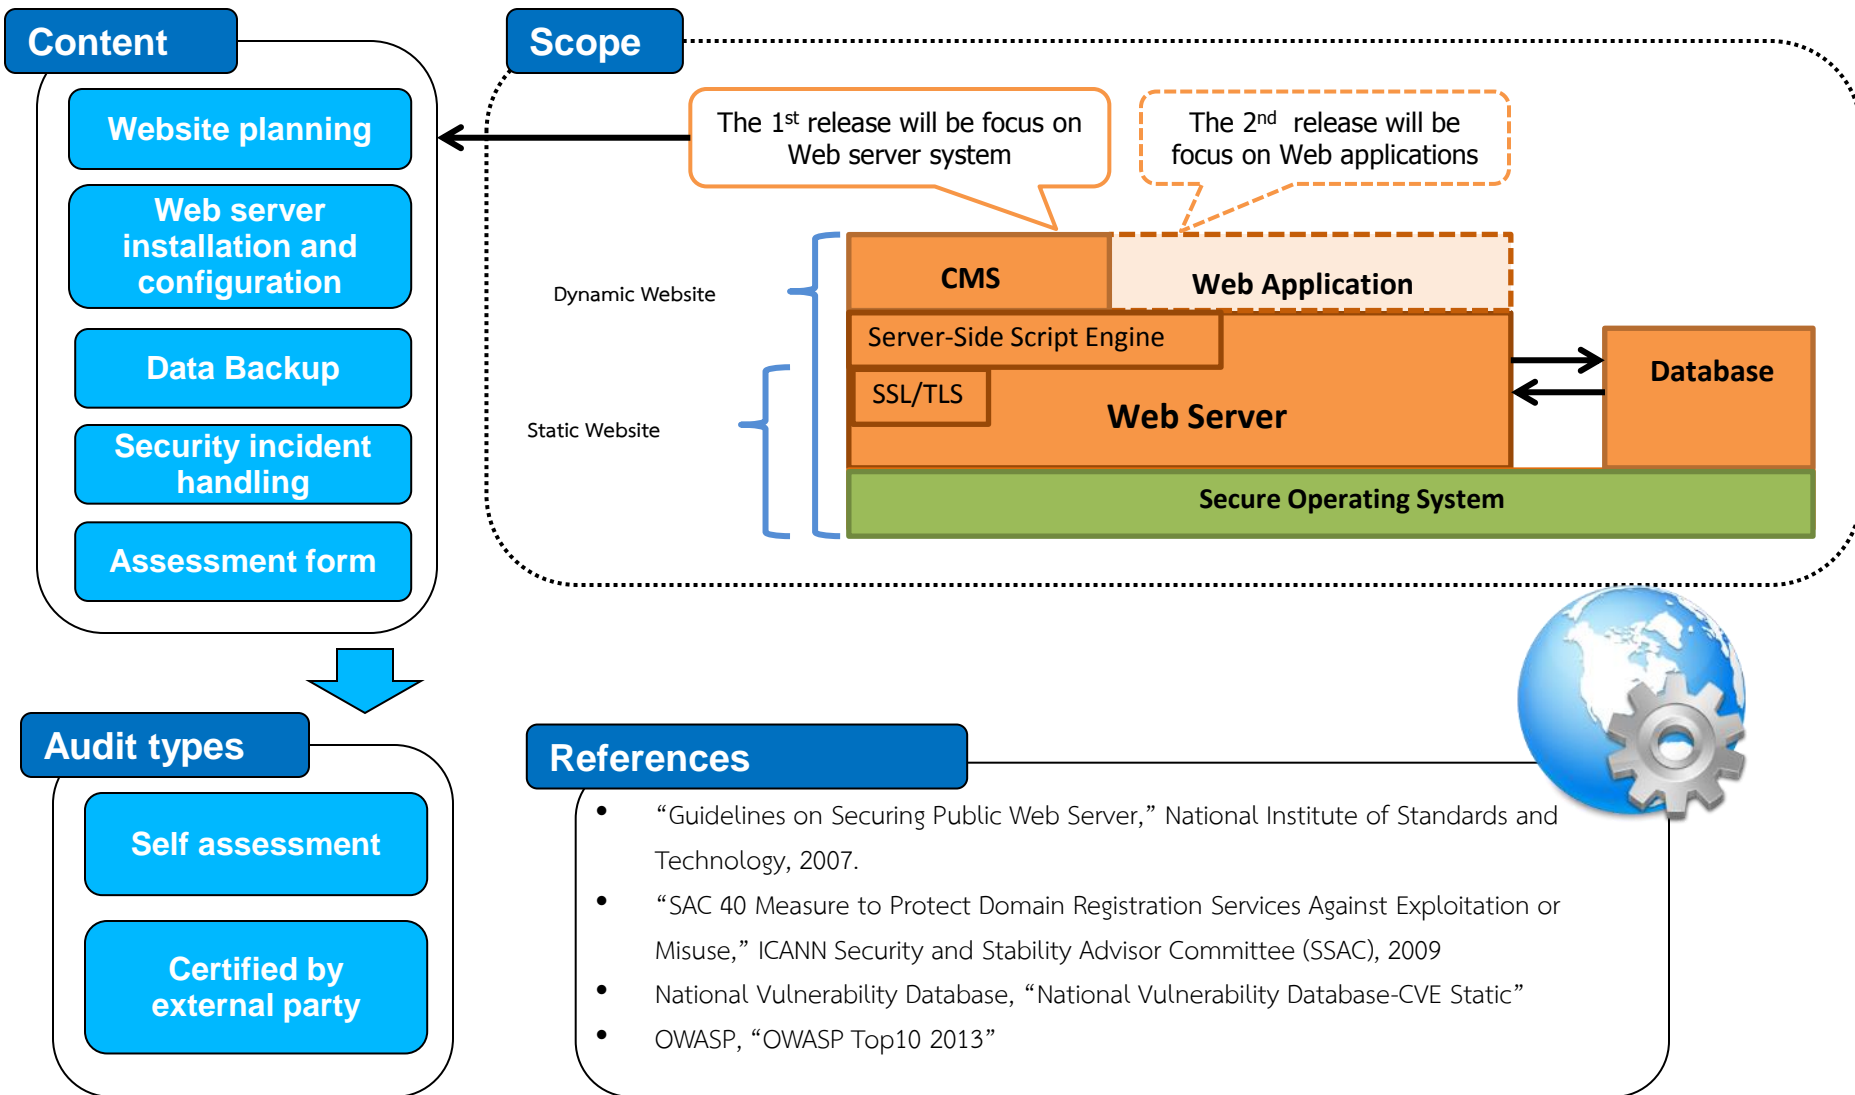 Content
Website planning
Web server
installation and
configuration
Data Backup
Security incident
handling
Assessment form
Scope
The 1st release will be focus on
Web server system
The 2nd release will be
focus on Web applications
Dynamic Website
Static Website
CMS
Web Application
Server-Side Script Engine
SSL/TLS
Web Server
Database
Secure Operating System
Audit types
Self assessment
Certified by
external party
References
• “Guidelines on Securing Public Web Server,” National Institute of Standards and
Technology, 2007.
• “SAC 40 Measure to Protect Domain Registration Services Against Exploitation or
Misuse,” ICANN Security and Stability Advisor Committee (SSAC), 2009
• National Vulnerability Database, “National Vulnerability Database-CVE Static”
• OWASP, “OWASP Top10 2013”